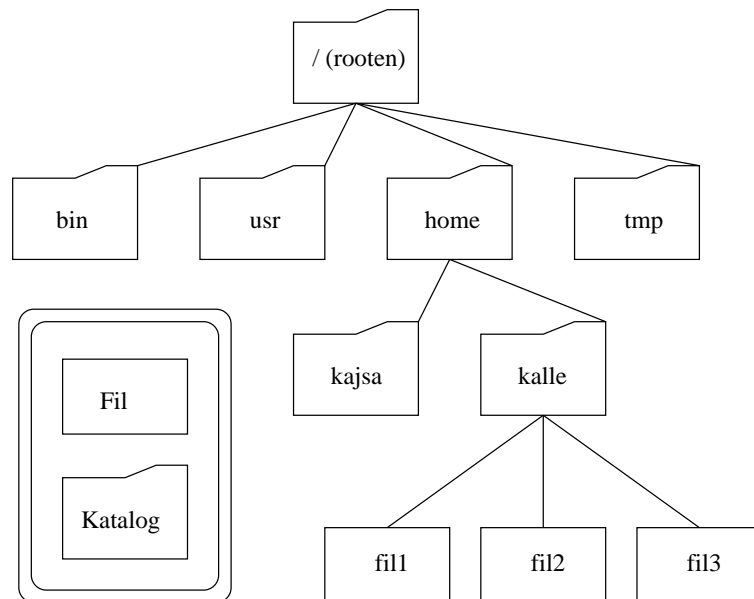 / (rooten)
bin
usr
home
tmp
kajsa
kalle
Fil
Katalog
fil1
fil2
fil3